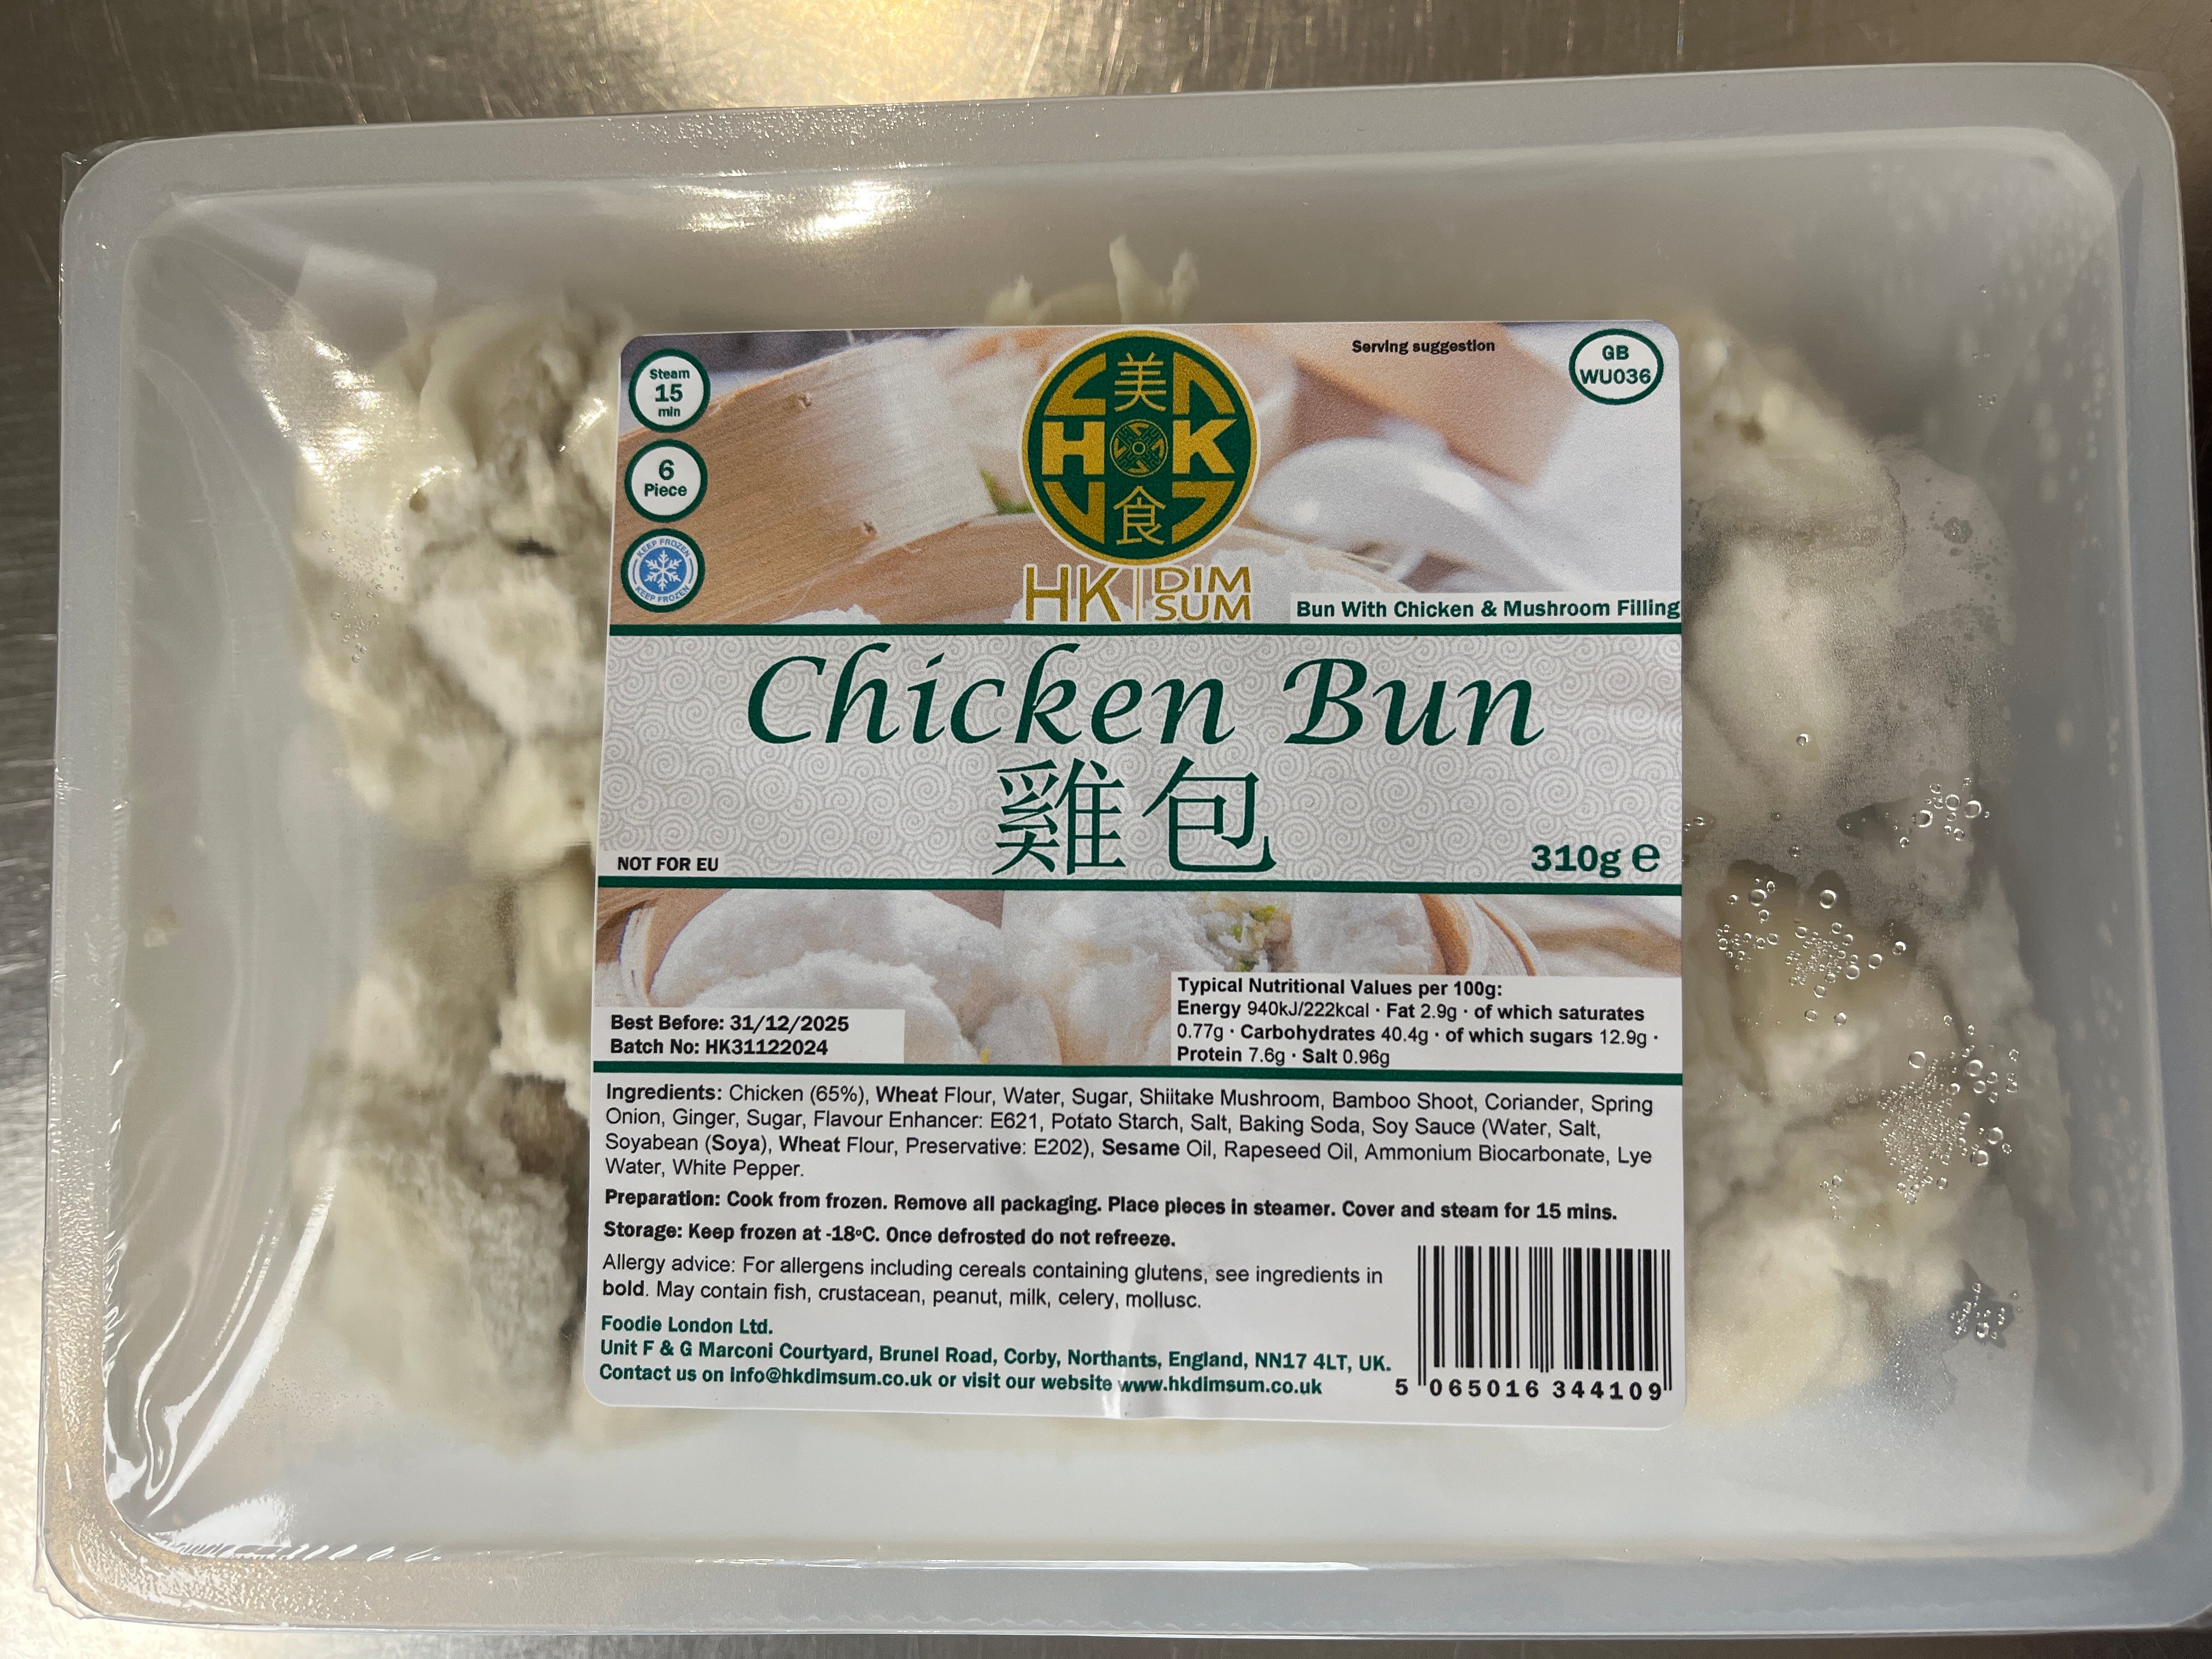 Serving suggestion
GB
WU036
Steam
15
min
6
Piece
KEEP FROZEN
KEEP FROZEN
美
H K
食
HK DIM SUM
Bun With Chicken & Mushroom Filling
Chicken Bun
雞包
NOT FOR EU
310g e
Best Before: 31/12/2025
Batch No: HK31122024
Typical Nutritional Values per 100g:
Energy 940kJ/222kcal · Fat 2.9g · of which saturates
0.77g · Carbohydrates 40.4g · of which sugars 12.9g ·
Protein 7.6g · Salt 0.96g
Ingredients: Chicken (65%), Wheat Flour, Water, Sugar, Shiitake Mushroom, Bamboo Shoot, Coriander, Spring
Onion, Ginger, Sugar, Flavour Enhancer: E621, Potato Starch, Salt, Baking Soda, Soy Sauce (Water, Salt,
Soyabean (Soya), Wheat Flour, Preservative: E202), Sesame Oil, Rapeseed Oil, Ammonium Biocarbonate, Lye
Water, White Pepper.
Preparation: Cook from frozen. Remove all packaging. Place pieces in steamer. Cover and steam for 15 mins.
Storage: Keep frozen at -18°C. Once defrosted do not refreeze.
Allergy advice: For allergens including cereals containing glutens, see ingredients in
bold. May contain fish, crustacean, peanut, milk, celery, mollusc.
Foodie London Ltd.
Unit F & G Marconi Courtyard, Brunel Road, Corby, Northants, England, NN17 4LT, UK.
Contact us on info@hkdimsum.co.uk or visit our website www.hkdimsum.co.uk
5 065016 344109